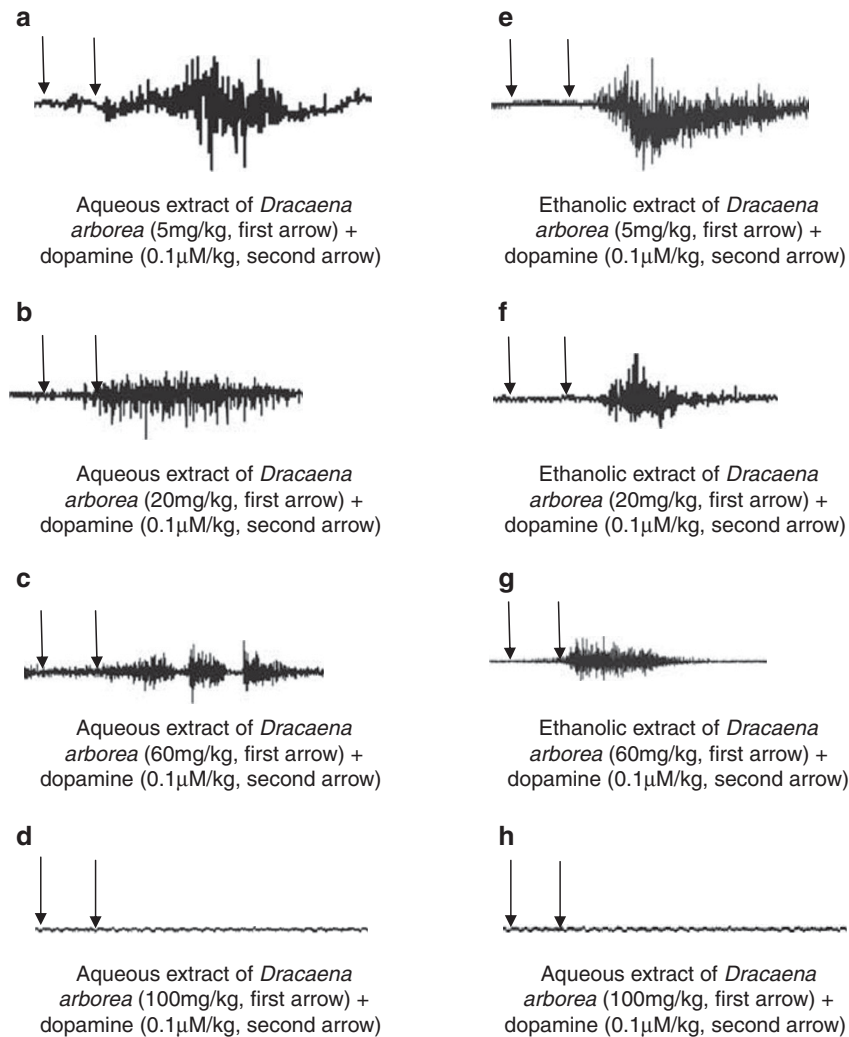 a
Aqueous extract of Dracaena
arborea (5mg/kg, first arrow) +
dopamine (0.1μM/kg, second arrow)
b
Aqueous extract of Dracaena
arborea (20mg/kg, first arrow) +
dopamine (0.1μM/kg, second arrow)
c
Aqueous extract of Dracaena
arborea (60mg/kg, first arrow) +
dopamine (0.1μM/kg, second arrow)
d
Aqueous extract of Dracaena
arborea (100mg/kg, first arrow) +
dopamine (0.1μM/kg, second arrow)
e
Ethanolic extract of Dracaena
arborea (5mg/kg, first arrow) +
dopamine (0.1μM/kg, second arrow)
f
Ethanolic extract of Dracaena
arborea (20mg/kg, first arrow) +
dopamine (0.1μM/kg, second arrow)
g
Ethanolic extract of Dracaena
arborea (60mg/kg, first arrow) +
dopamine (0.1μM/kg, second arrow)
h
Aqueous extract of Dracaena
arborea (100mg/kg, first arrow) +
dopamine (0.1μM/kg, second arrow)